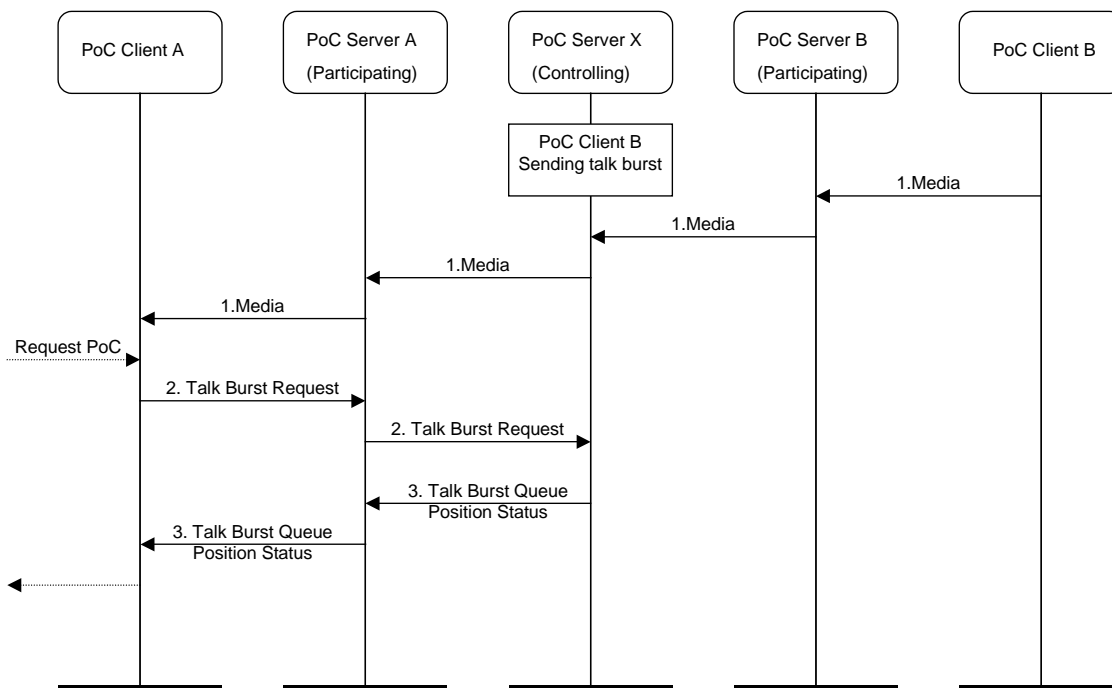 PoC Client A
PoC Server A
(Participating)
PoC Server X
(Controlling)
PoC Server B
(Participating)
PoC Client B
PoC Client B
Sending talk burst
1.Media
1.Media
1.Media
1.Media
Request PoC
2. Talk Burst Request
2. Talk Burst Request
3. Talk Burst Queue
Position Status
3. Talk Burst Queue
Position Status